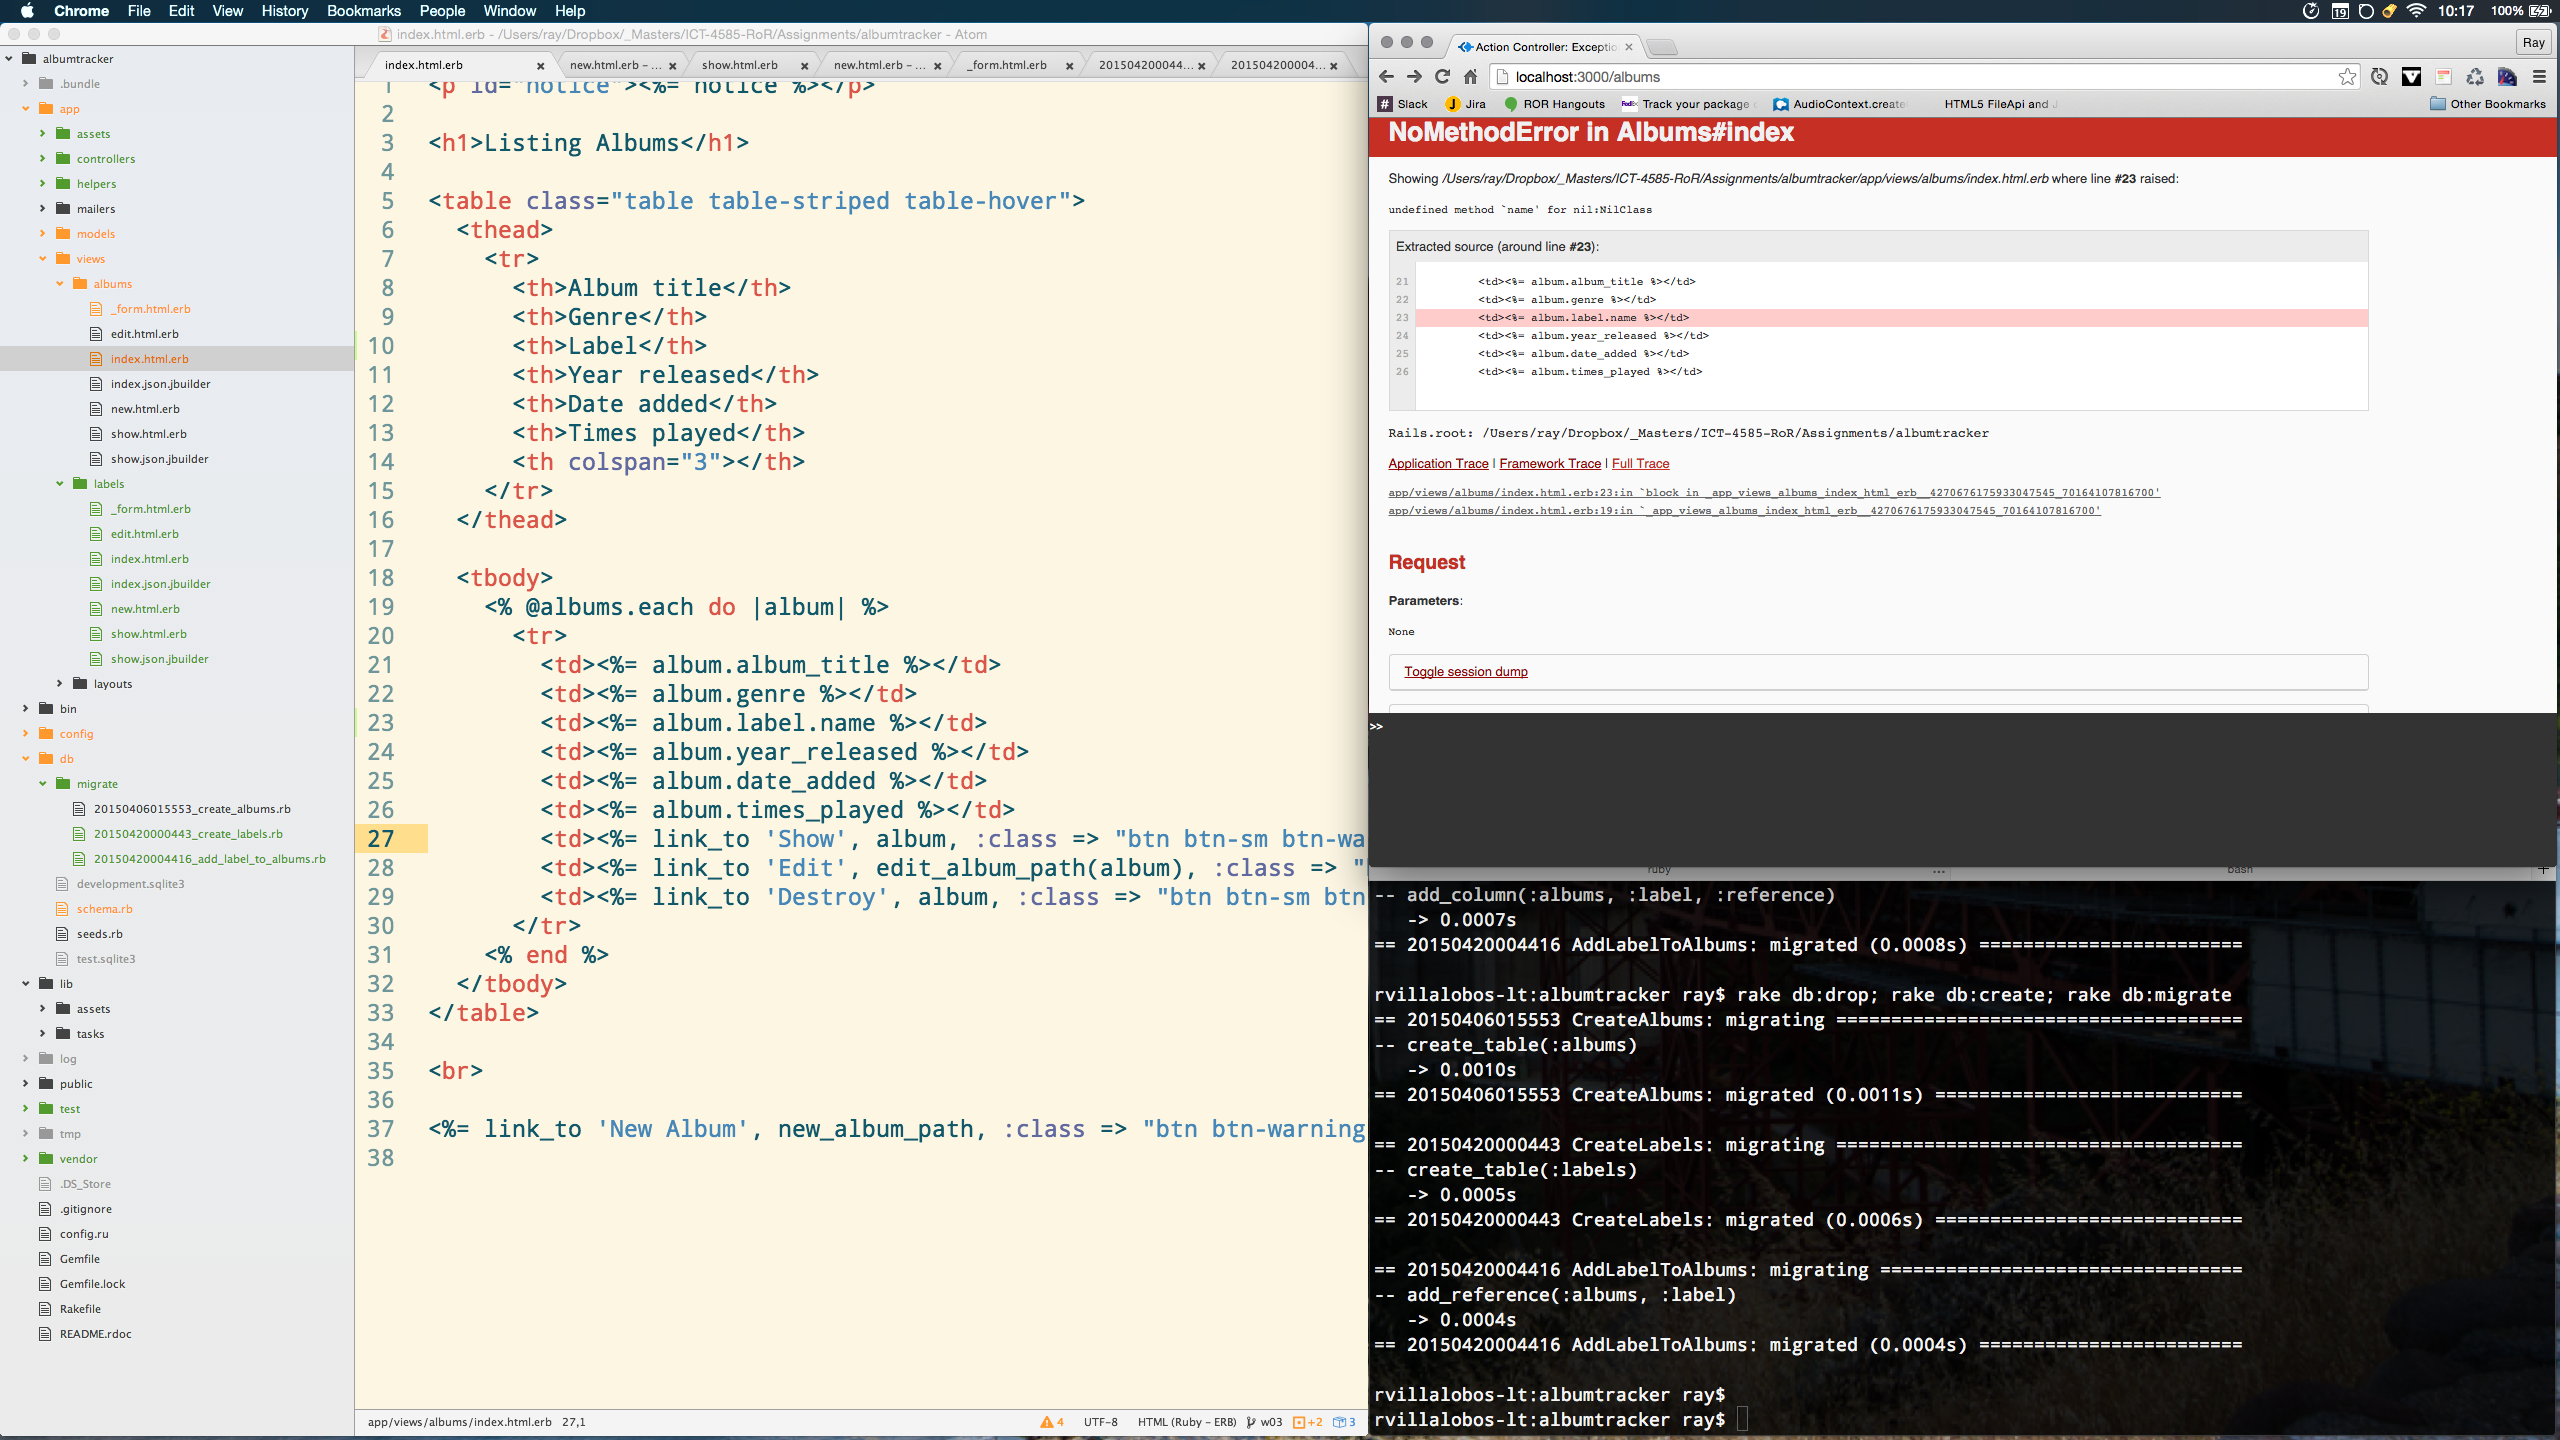 Chrome File Edit View History Bookmarks People Window Help
19 10:17 100%
index.html.erb - /Users/ray/Dropbox/_Masters/ICT-4585-RoR/Assignments/albumtracker - Atom
albumtracker
.bundle
app
assets
controllers
helpers
mailers
models
views
albums
_form.html.erb
edit.html.erb
index.html.erb
index.json.jbuilder
new.html.erb
show.html.erb
show.json.jbuilder
labels
_form.html.erb
edit.html.erb
index.html.erb
index.json.jbuilder
new.html.erb
show.html.erb
show.json.jbuilder
layouts
bin
config
db
migrate
20150406015553_create_albums.rb
20150420000443_create_labels.rb
20150420004416_add_label_to_albums.rb
development.sqlite3
schema.rb
seeds.rb
test.sqlite3
lib
assets
tasks
log
public
test
tmp
vendor
.DS_Store
.gitignore
config.ru
Gemfile
Gemfile.lock
Rakefile
README.rdoc
index.html.erb new.html.erb – ... show.html.erb new.html.erb – ... _form.html.erb 201504200044... 201504200004...
1 <p id="notice"><%= notice %></p>
2
3 <h1>Listing Albums</h1>
4
5 <table class="table table-striped table-hover">
6 <thead>
7 <tr>
8 <th>Album title</th>
9 <th>Genre</th>
10 <th>Label</th>
11 <th>Year released</th>
12 <th>Date added</th>
13 <th>Times played</th>
14 <th colspan="3"></th>
15 </tr>
16 </thead>
17
18 <tbody>
19 <% @albums.each do |album| %>
20 <tr>
21 <td><%= album.album_title %></td>
22 <td><%= album.genre %></td>
23 <td><%= album.label.name %></td>
24 <td><%= album.year_released %></td>
25 <td><%= album.date_added %></td>
26 <td><%= album.times_played %></td>
27 <td><%= link_to 'Show', album, :class => "btn btn-sm btn-wa
28 <td><%= link_to 'Edit', edit_album_path(album), :class => "
29 <td><%= link_to 'Destroy', album, :class => "btn btn-sm btn
30 </tr>
31 <% end %>
32 </tbody>
33 </table>
34
35 <br>
36
37 <%= link_to 'New Album', new_album_path, :class => "btn btn-warning
38
app/views/albums/index.html.erb 27,1 4 UTF-8 HTML (Ruby – ERB) w03 +2 3
Action Controller: Exceptio Ray
localhost:3000/albums
Slack Jira ROR Hangouts FedEx Track your package AudioContext.create HTML5 FileApi and J Other Bookmarks
NoMethodError in Albums#index
Showing /Users/ray/Dropbox/_Masters/ICT-4585-RoR/Assignments/albumtracker/app/views/albums/index.html.erb where line #23 raised:
undefined method `name' for nil:NilClass
Extracted source (around line #23):
21 <td><%= album.album_title %></td>
22 <td><%= album.genre %></td>
23 <td><%= album.label.name %></td>
24 <td><%= album.year_released %></td>
25 <td><%= album.date_added %></td>
26 <td><%= album.times_played %></td>
Rails.root: /Users/ray/Dropbox/_Masters/ICT-4585-RoR/Assignments/albumtracker
Application Trace | Framework Trace | Full Trace
app/views/albums/index.html.erb:23:in `block in _app_views_albums_index_html_erb__4270676175933047545_70164107816700'
app/views/albums/index.html.erb:19:in `_app_views_albums_index_html_erb__4270676175933047545_70164107816700'
Request
Parameters:
None
Toggle session dump
>>
ruby ... bash +
-- add_column(:albums, :label, :reference)
-> 0.0007s
== 20150420004416 AddLabelToAlbums: migrated (0.0008s) ========================
rvillalobos-lt:albumtracker ray$ rake db:drop; rake db:create; rake db:migrate
== 20150406015553 CreateAlbums: migrating =====================================
-- create_table(:albums)
-> 0.0010s
== 20150406015553 CreateAlbums: migrated (0.0011s) ============================
== 20150420000443 CreateLabels: migrating =====================================
-- create_table(:labels)
-> 0.0005s
== 20150420000443 CreateLabels: migrated (0.0006s) ============================
== 20150420004416 AddLabelToAlbums: migrating =================================
-- add_reference(:albums, :label)
-> 0.0004s
== 20150420004416 AddLabelToAlbums: migrated (0.0004s) ========================
rvillalobos-lt:albumtracker ray$
rvillalobos-lt:albumtracker ray$